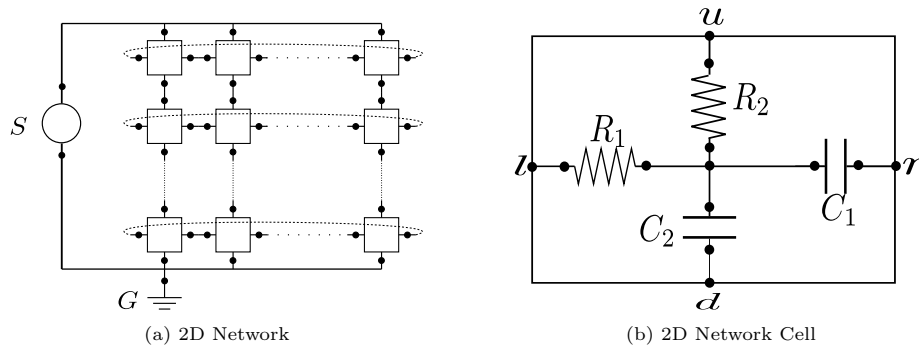 S
G
(a) 2D Network
u
R₂
R₁
l
r
C₁
C₂
d
(b) 2D Network Cell